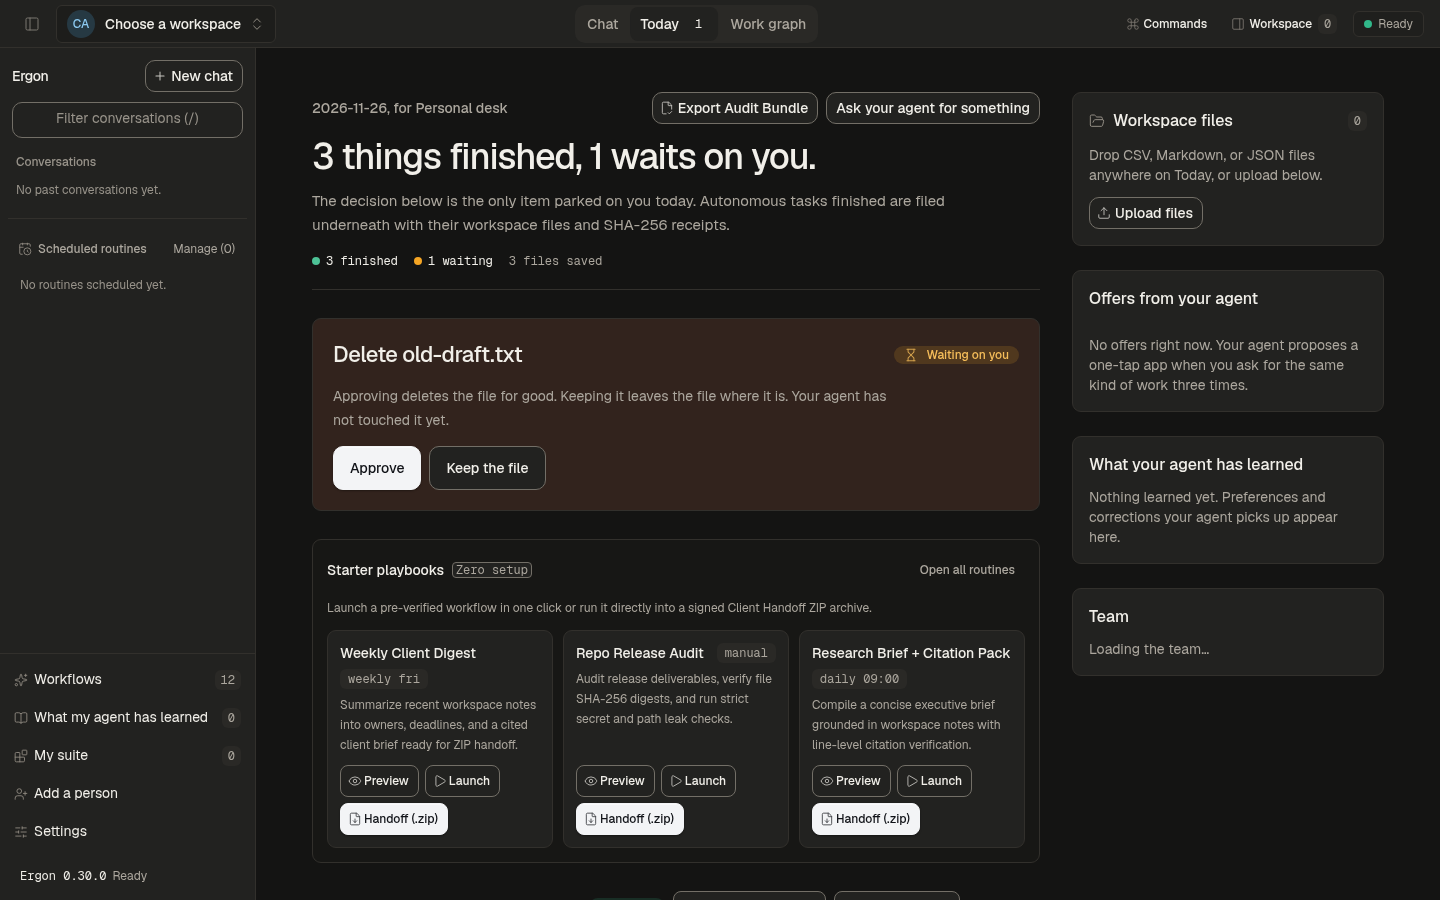 CA Choose a workspace
Chat
Today 1
Work graph
Commands
Workspace 0
Ready
Ergon
New chat
Filter conversations (/)
Conversations
No past conversations yet.
Scheduled routines
Manage (0)
No routines scheduled yet.
Workflows 12
What my agent has learned 0
My suite 0
Add a person
Settings
Ergon 0.30.0 Ready
2026-11-26, for Personal desk
Export Audit Bundle
Ask your agent for something
3 things finished, 1 waits on you.
The decision below is the only item parked on you today. Autonomous tasks finished are filed
underneath with their workspace files and SHA-256 receipts.
3 finished 1 waiting 3 files saved
Delete old-draft.txt
Waiting on you
Approving deletes the file for good. Keeping it leaves the file where it is. Your agent has
not touched it yet.
Approve
Keep the file
Starter playbooks Zero setup
Open all routines
Launch a pre-verified workflow in one click or run it directly into a signed Client Handoff ZIP archive.
Weekly Client Digest
weekly fri
Summarize recent workspace notes
into owners, deadlines, and a cited
client brief ready for ZIP handoff.
Preview
Launch
Handoff (.zip)
Repo Release Audit manual
Audit release deliverables, verify file
SHA-256 digests, and run strict
secret and path leak checks.
Preview
Launch
Handoff (.zip)
Research Brief + Citation Pack
daily 09:00
Compile a concise executive brief
grounded in workspace notes with
line-level citation verification.
Preview
Launch
Handoff (.zip)
Workspace files 0
Drop CSV, Markdown, or JSON files
anywhere on Today, or upload below.
Upload files
Offers from your agent
No offers right now. Your agent proposes a
one-tap app when you ask for the same
kind of work three times.
What your agent has learned
Nothing learned yet. Preferences and
corrections your agent picks up appear
here.
Team
Loading the team…